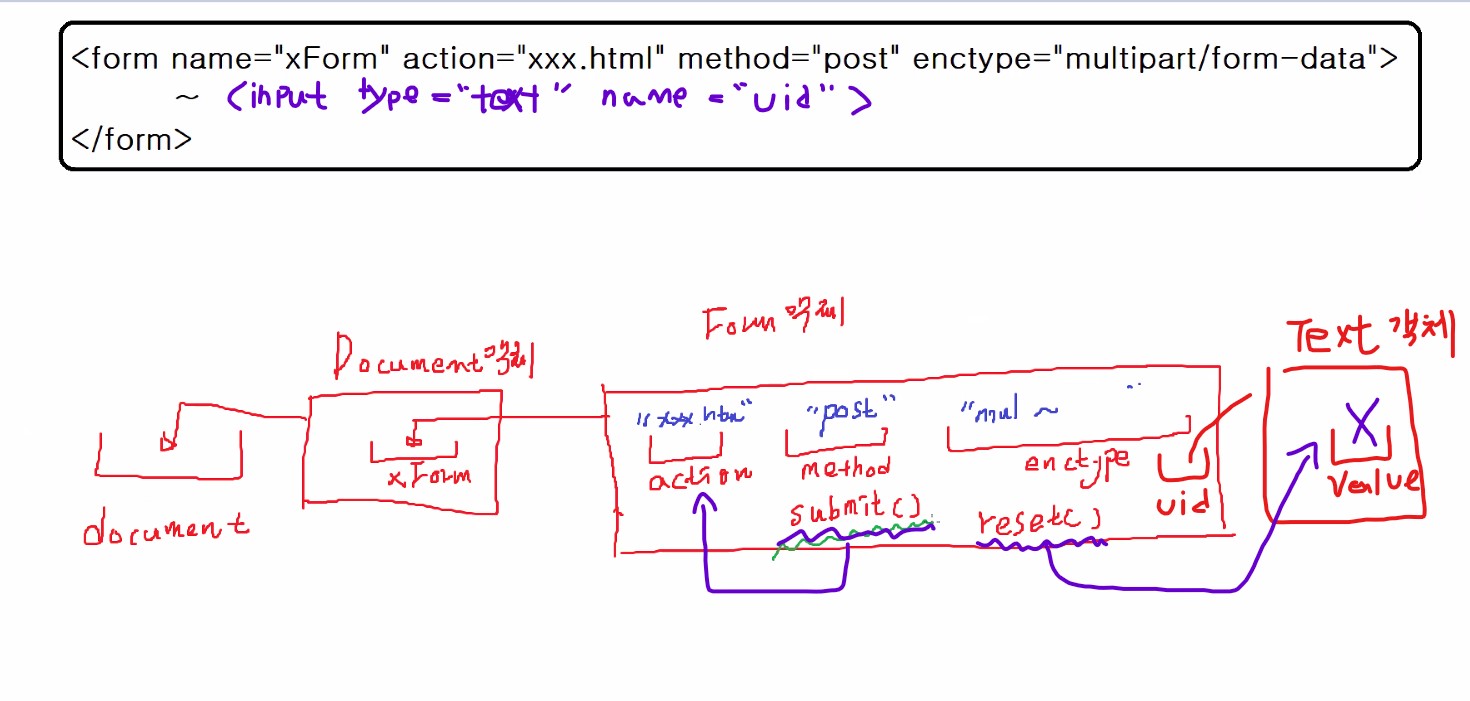 <form name="xForm" action="xxx.html" method="post" enctype="multipart/form-data">
~ <input type="text" name="uid">
</form>
Form 객체
Document 객체
Text 객체
"xxx.htm"
"post"
"mul ~ "
X
action
method
enctype
uid
value
xForm
document
submit()
reset()